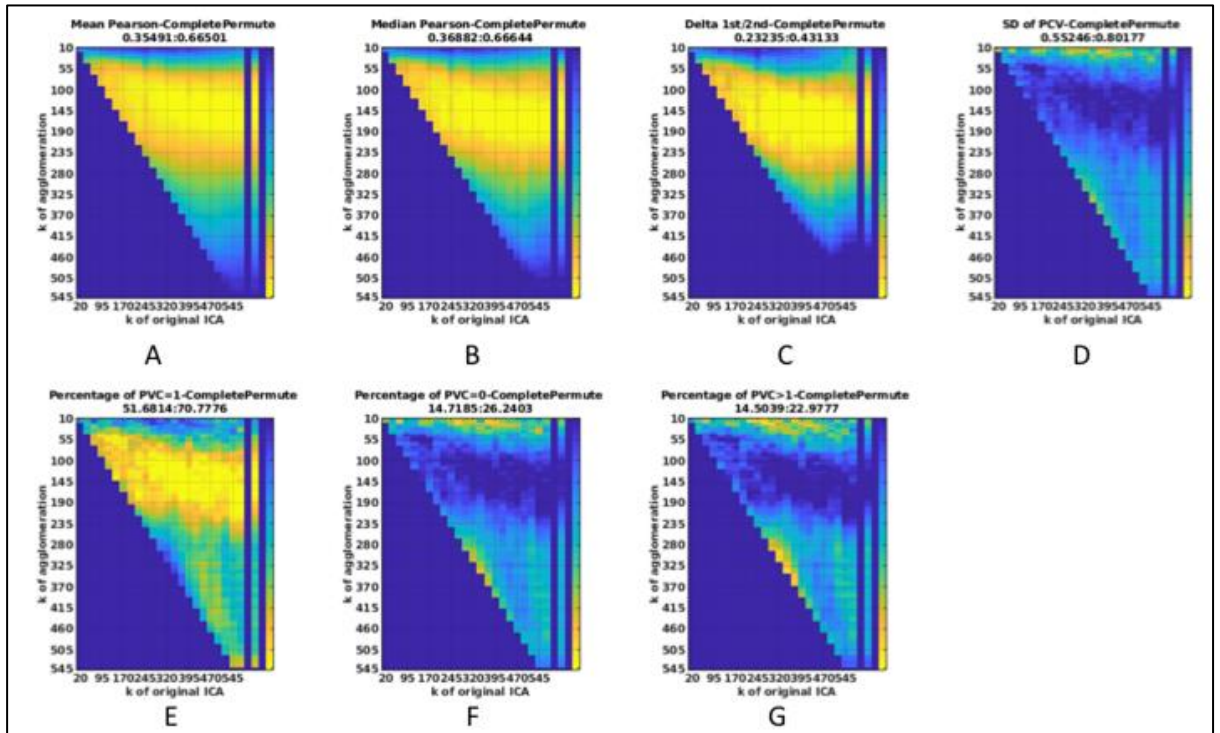 Mean Pearson-CompletePermute
0.35491:0.66501
10
55
100
145
190
235
280
325
370
415
460
505
545
k of agglomeration
20 95 170245320395470545
k of original ICA
A
Median Pearson-CompletePermute
0.36882:0.66644
10
55
100
145
190
235
280
325
370
415
460
505
545
k of agglomeration
20 95 170245320395470545
k of original ICA
B
Delta 1st/2nd-CompletePermute
0.23235:0.43133
10
55
100
145
190
235
280
325
370
415
460
505
545
k of agglomeration
20 95 170245320395470545
k of original ICA
C
SD of PCV-CompletePermute
0.55246:0.80177
10
55
100
145
190
235
280
325
370
415
460
505
545
k of agglomeration
20 95 170245320395470545
k of original ICA
D
Percentage of PVC=1-CompletePermute
51.6814:70.7776
10
55
100
145
190
235
280
325
370
415
460
505
545
k of agglomeration
20 95 170245320395470545
k of original ICA
E
Percentage of PVC=0-CompletePermute
14.7185:26.2403
10
55
100
145
190
235
280
325
370
415
460
505
545
k of agglomeration
20 95 170245320395470545
k of original ICA
F
Percentage of PVC>1-CompletePermute
14.5039:22.9777
10
55
100
145
190
235
280
325
370
415
460
505
545
k of agglomeration
20 95 170245320395470545
k of original ICA
G